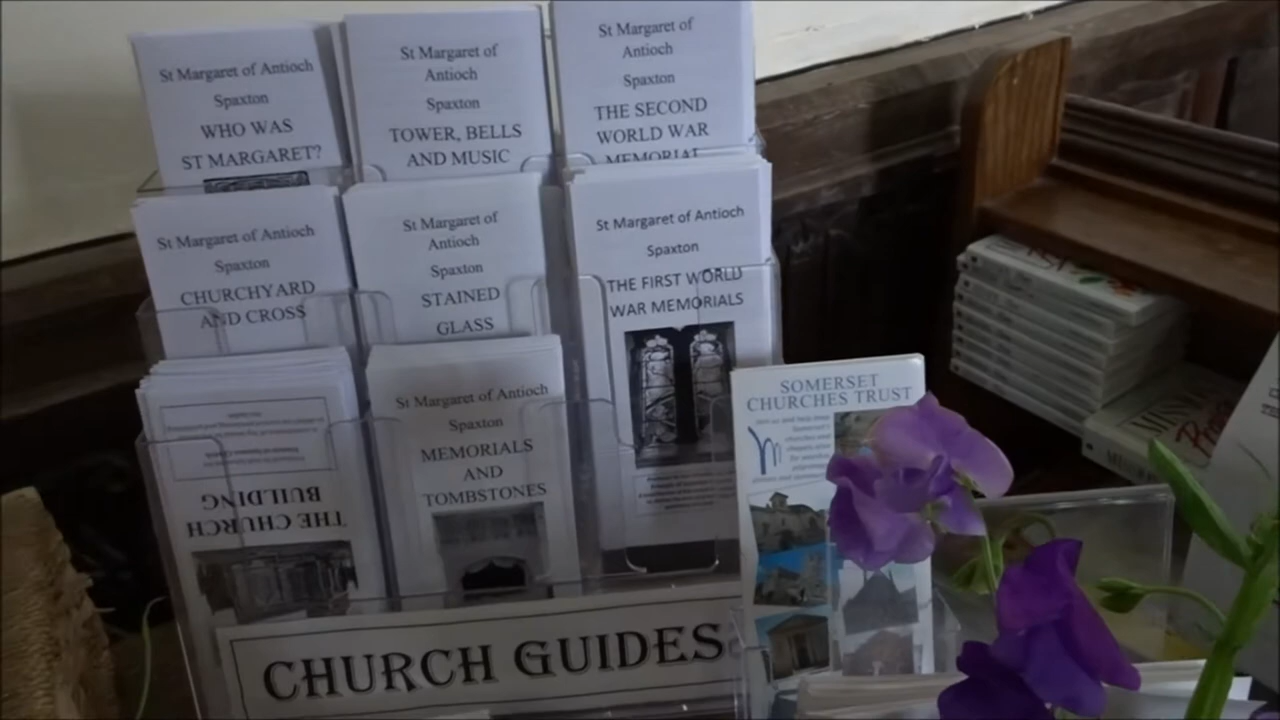 St Margaret of Antioch
Spaxton
WHO WAS
ST MARGARET?
St Margaret of
Antioch
Spaxton
TOWER, BELLS
AND MUSIC
St Margaret of
Antioch
Spaxton
THE SECOND
WORLD WAR
MEMORIAL
St Margaret of Antioch
Spaxton
CHURCHYARD
AND CROSS
St Margaret of
Antioch
Spaxton
STAINED
GLASS
St Margaret of Antioch
Spaxton
THE FIRST WORLD
WAR MEMORIALS
THE CHURCH
BUILDING
St Margaret of Antioch
Spaxton
MEMORIALS
AND
TOMBSTONES
SOMERSET
CHURCHES TRUST
CHURCH GUIDES